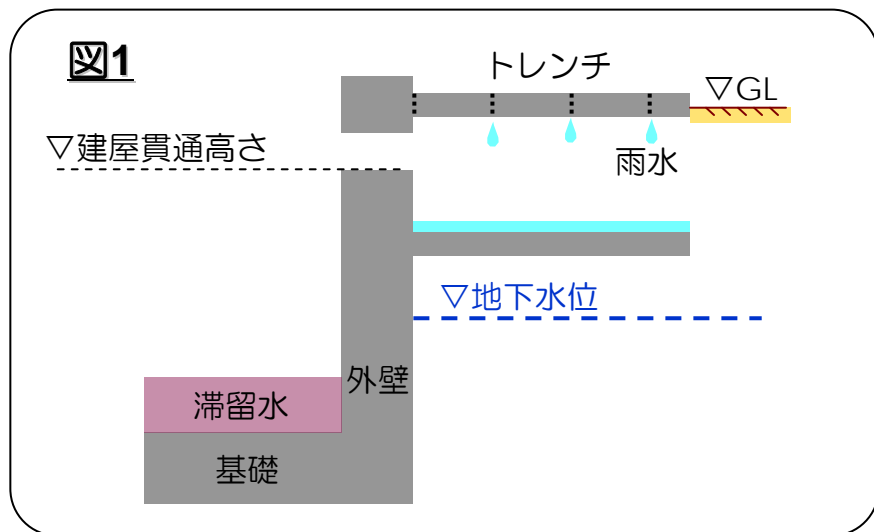 図1
トレンチ
▽GL
▽建屋貫通高さ
雨水
▽地下水位
外壁
滞留水
基礎